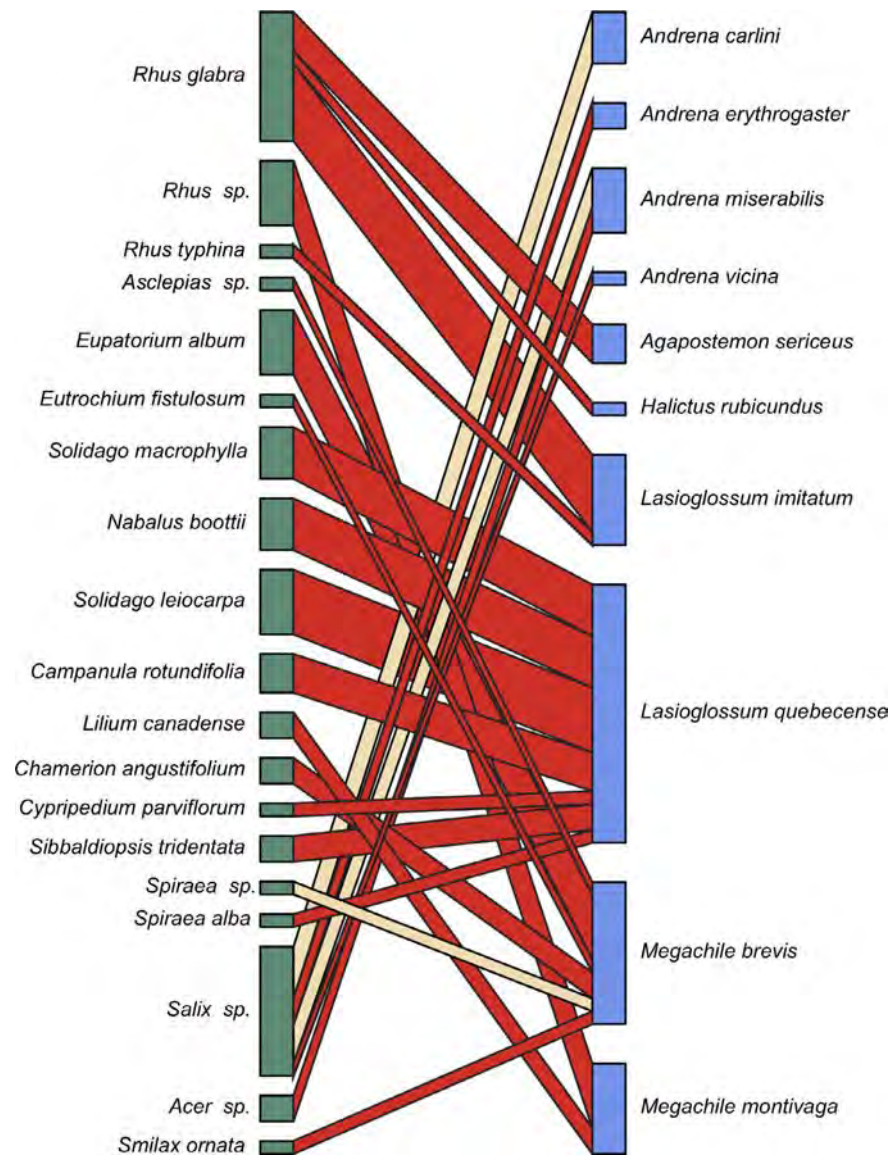 Rhus glabra
Rhus sp.
Rhus typhina
Asclepias sp.
Eupatorium album
Eutrochium fistulosum
Solidago macrophylla
Nabalus boottii
Solidago leiocarpa
Campanula rotundifolia
Lilium canadense
Chamerion angustifolium
Cypripedium parviflorum
Sibbaldiopsis tridentata
Spiraea sp.
Spiraea alba
Salix sp.
Acer sp.
Smilax ornata
Andrena carlini
Andrena erythrogaster
Andrena miserabilis
Andrena vicina
Agapostemon sericeus
Halictus rubicundus
Lasioglossum imitatum
Lasioglossum quebecense
Megachile brevis
Megachile montivaga